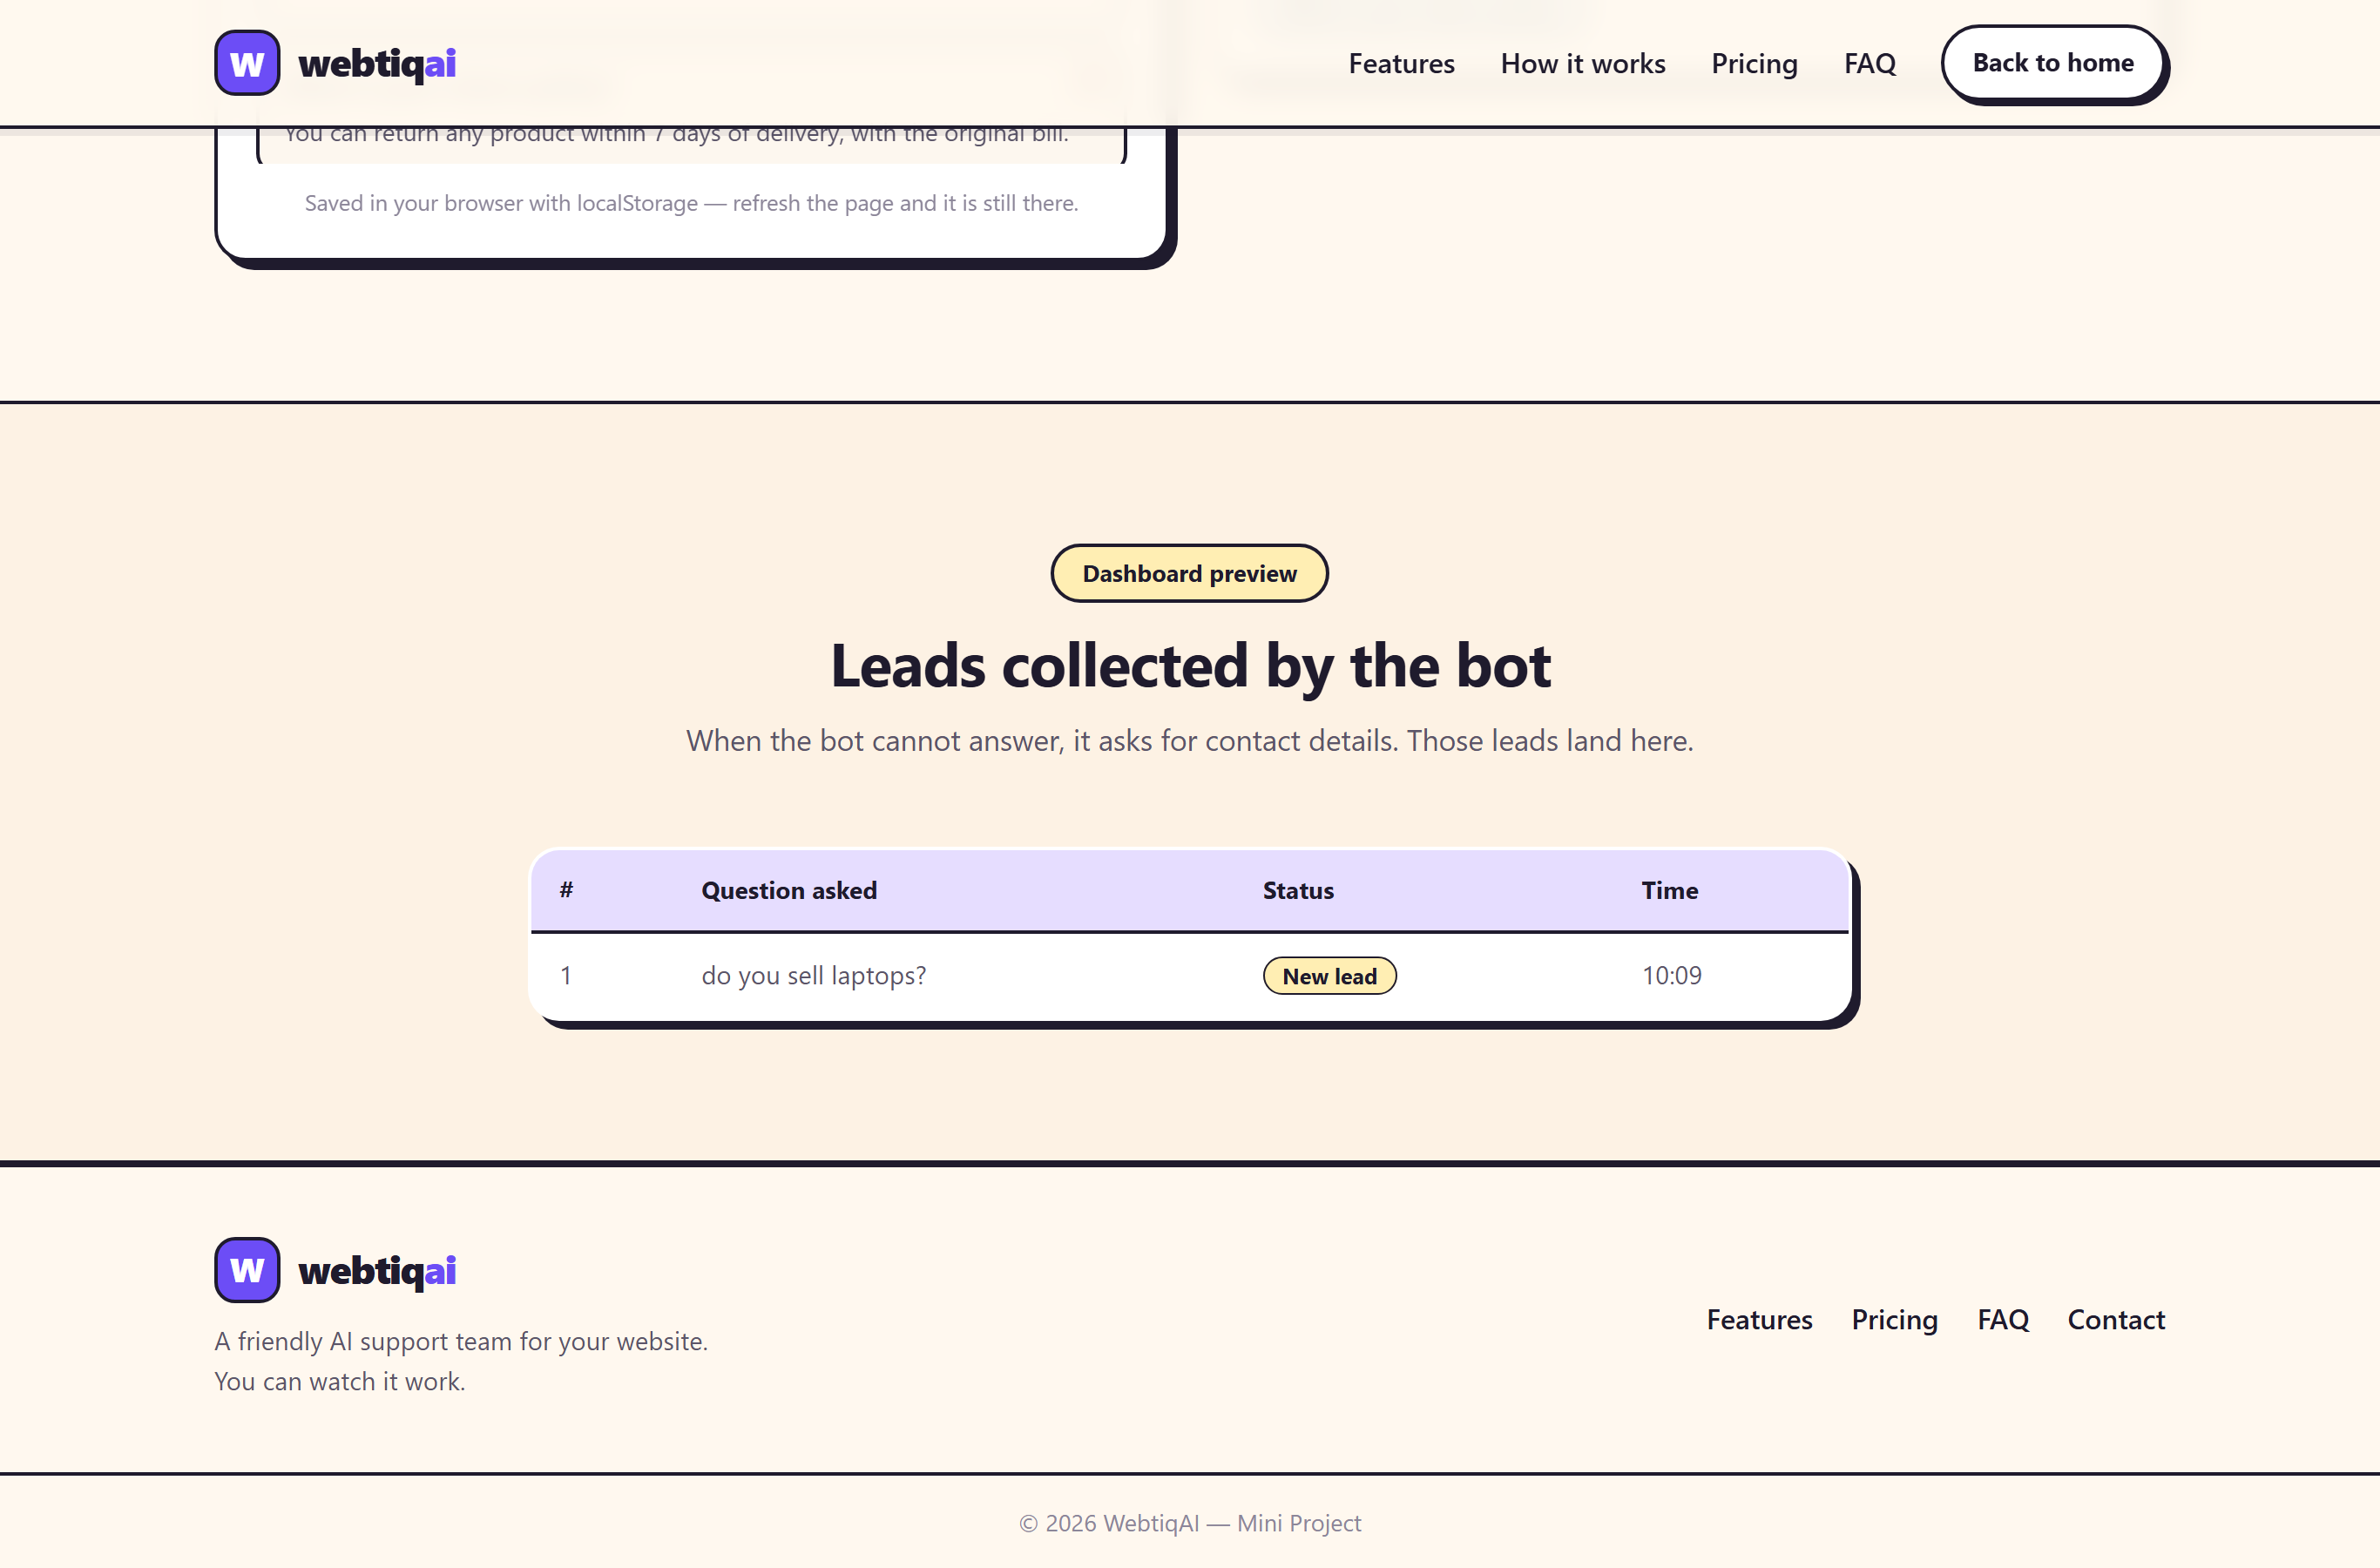 w webtiqai
Features How it works Pricing FAQ Back to home
You can return any product within 7 days of delivery, with the original bill.
Saved in your browser with localStorage — refresh the page and it is still there.
Dashboard preview
Leads collected by the bot
When the bot cannot answer, it asks for contact details. Those leads land here.
# Question asked Status Time
1 do you sell laptops? New lead 10:09
w webtiqai
A friendly AI support team for your website.
You can watch it work.
Features Pricing FAQ Contact
© 2026 WebtiqAI — Mini Project